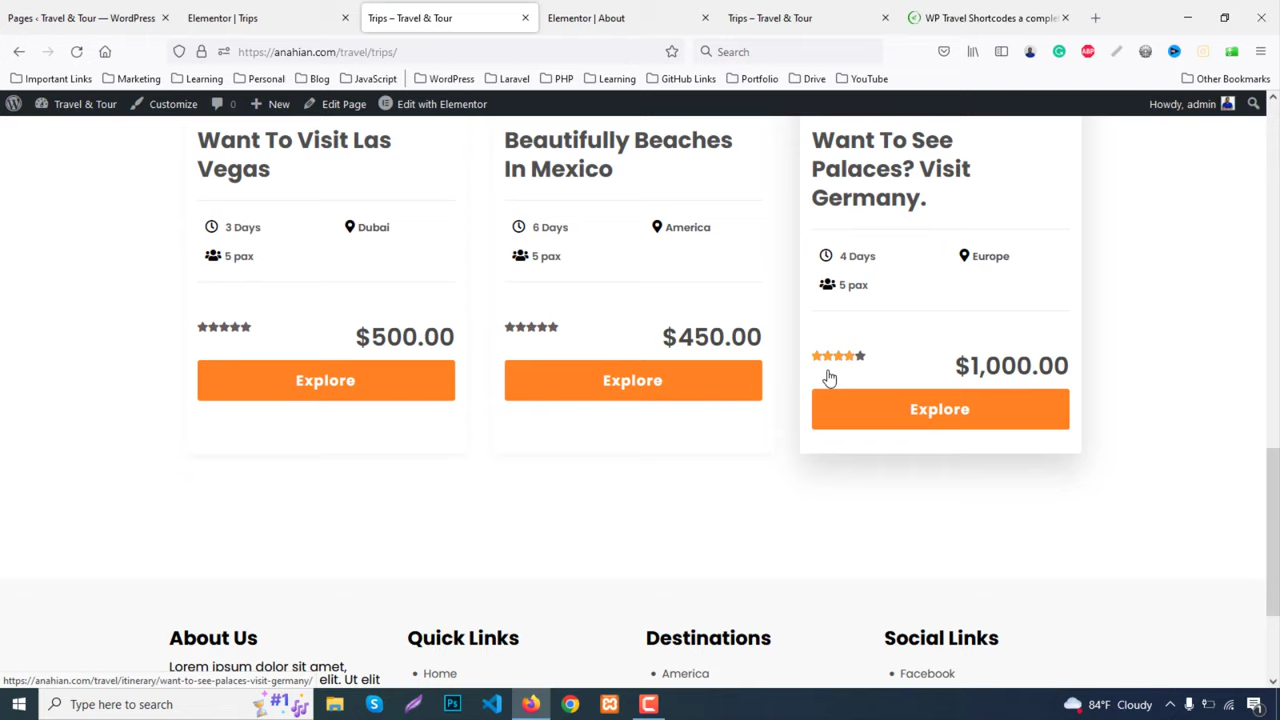 Pages ‹ Travel & Tour — WordPress
Elementor | Trips
Trips – Travel & Tour
Elementor | About
Trips – Travel & Tour
WP Travel Shortcodes a comple
https://anahian.com/travel/trips/
Search
Important Links
Marketing
Learning
Personal
Blog
JavaScript
WordPress
Laravel
PHP
Learning
GitHub Links
Portfolio
Drive
YouTube
Other Bookmarks
Travel & Tour
Customize
0
New
Edit Page
Edit with Elementor
Howdy, admin
Want To Visit Las
Vegas
3 Days
Dubai
5 pax
$500.00
Explore
Beautifully Beaches
In Mexico
6 Days
America
5 pax
$450.00
Explore
Want To See
Palaces? Visit
Germany.
4 Days
Europe
5 pax
$1,000.00
Explore
About Us
Lorem ipsum dolor sit amet,
elit. Ut elit
Quick Links
Home
Destinations
America
Social Links
Facebook
https://anahian.com/travel/itinerary/want-to-see-palaces-visit-germany/
Type here to search
#1
84°F Cloudy